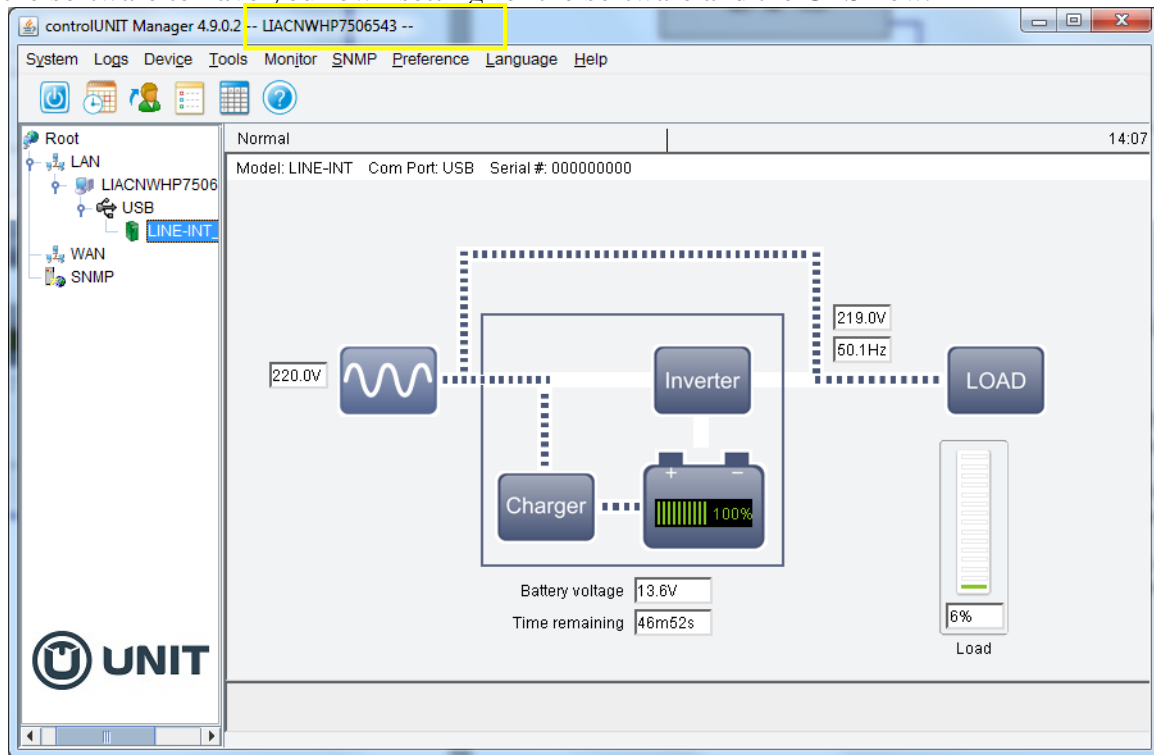 controlUNIT Manager 4.9.0.2 -- LIACNWHP7506543 --
System Logs Device Tools Monitor SNMP Preference Language Help
Root
LAN
LIACNWHP7506
USB
LINE-INT_
WAN
SNMP
Normal 14:07
Model: LINE-INT Com Port: USB Serial #: 000000000
219.0V
50.1Hz
220.0V
Inverter
LOAD
Charger
+ −
100%
Battery voltage 13.6V
Time remaining 46m52s
6%
Load
UNIT